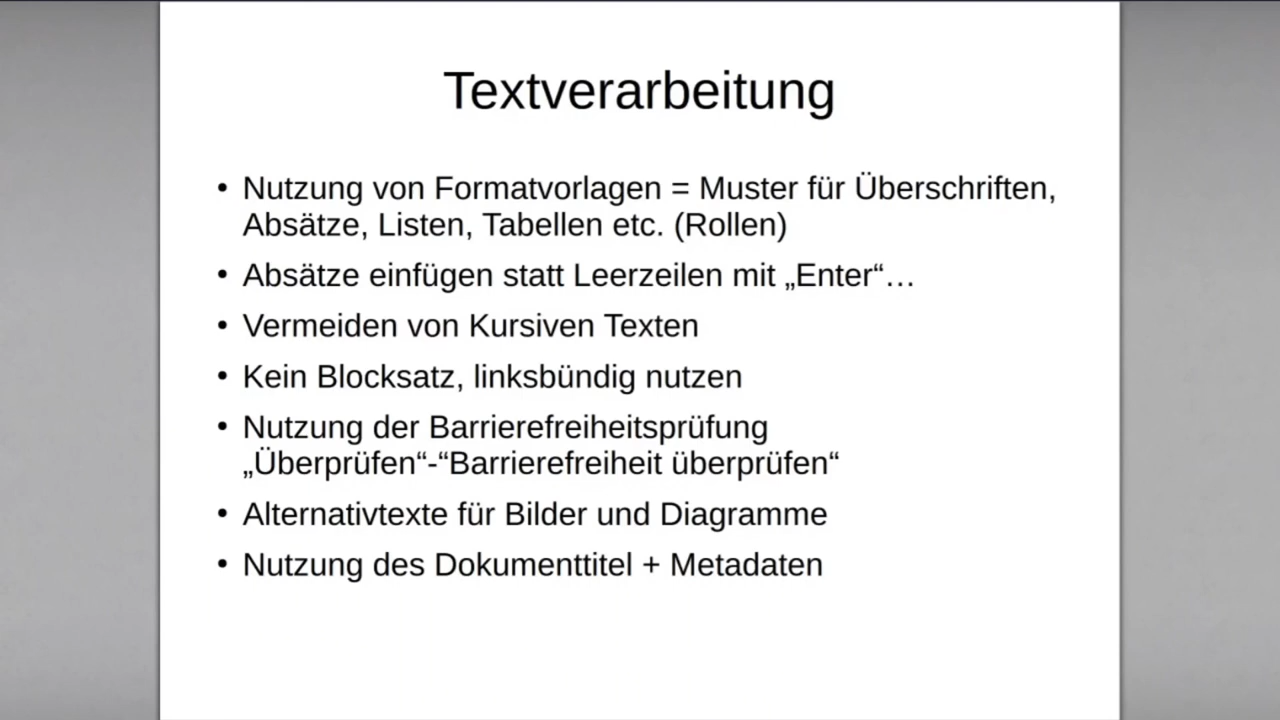 Textverarbeitung
• Nutzung von Formatvorlagen = Muster für Überschriften,
Absätze, Listen, Tabellen etc. (Rollen)
• Absätze einfügen statt Leerzeilen mit „Enter“…
• Vermeiden von Kursiven Texten
• Kein Blocksatz, linksbündig nutzen
• Nutzung der Barrierefreiheitsprüfung
„Überprüfen“-“Barrierefreiheit überprüfen“
• Alternativtexte für Bilder und Diagramme
• Nutzung des Dokumenttitel + Metadaten